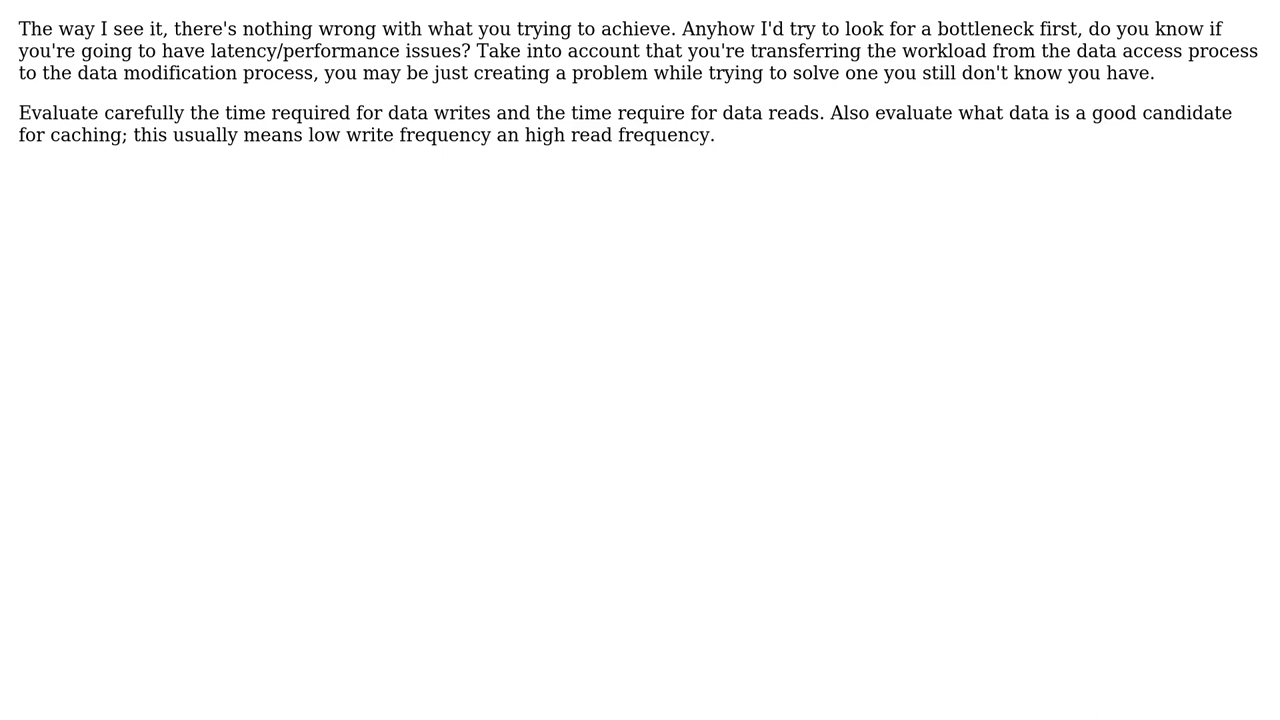 The way I see it, there's nothing wrong with what you trying to achieve. Anyhow I'd try to look for a bottleneck first, do you know if
you're going to have latency/performance issues? Take into account that you're transferring the workload from the data access process
to the data modification process, you may be just creating a problem while trying to solve one you still don't know you have.
Evaluate carefully the time required for data writes and the time require for data reads. Also evaluate what data is a good candidate
for caching; this usually means low write frequency an high read frequency.